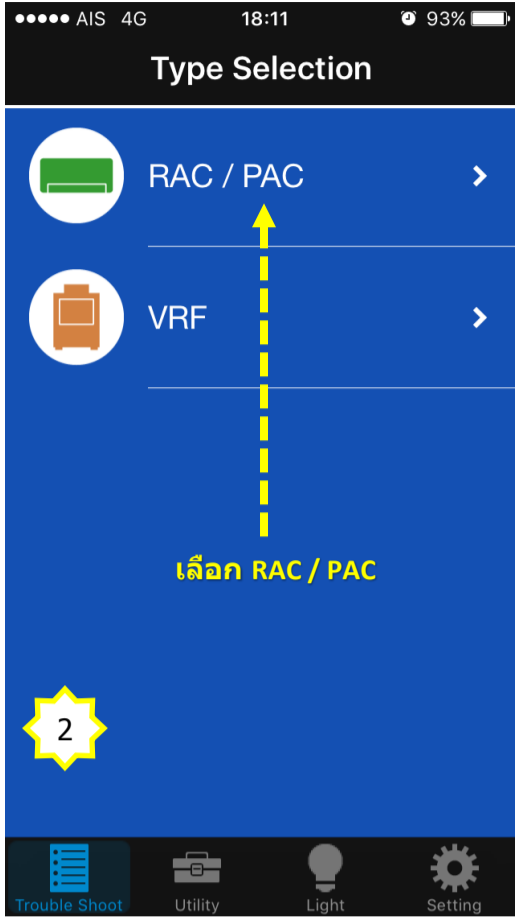 AIS 4G 18:11 93%
Type Selection
RAC / PAC
VRF
เลือก RAC / PAC
2
Trouble Shoot Utility Light Setting